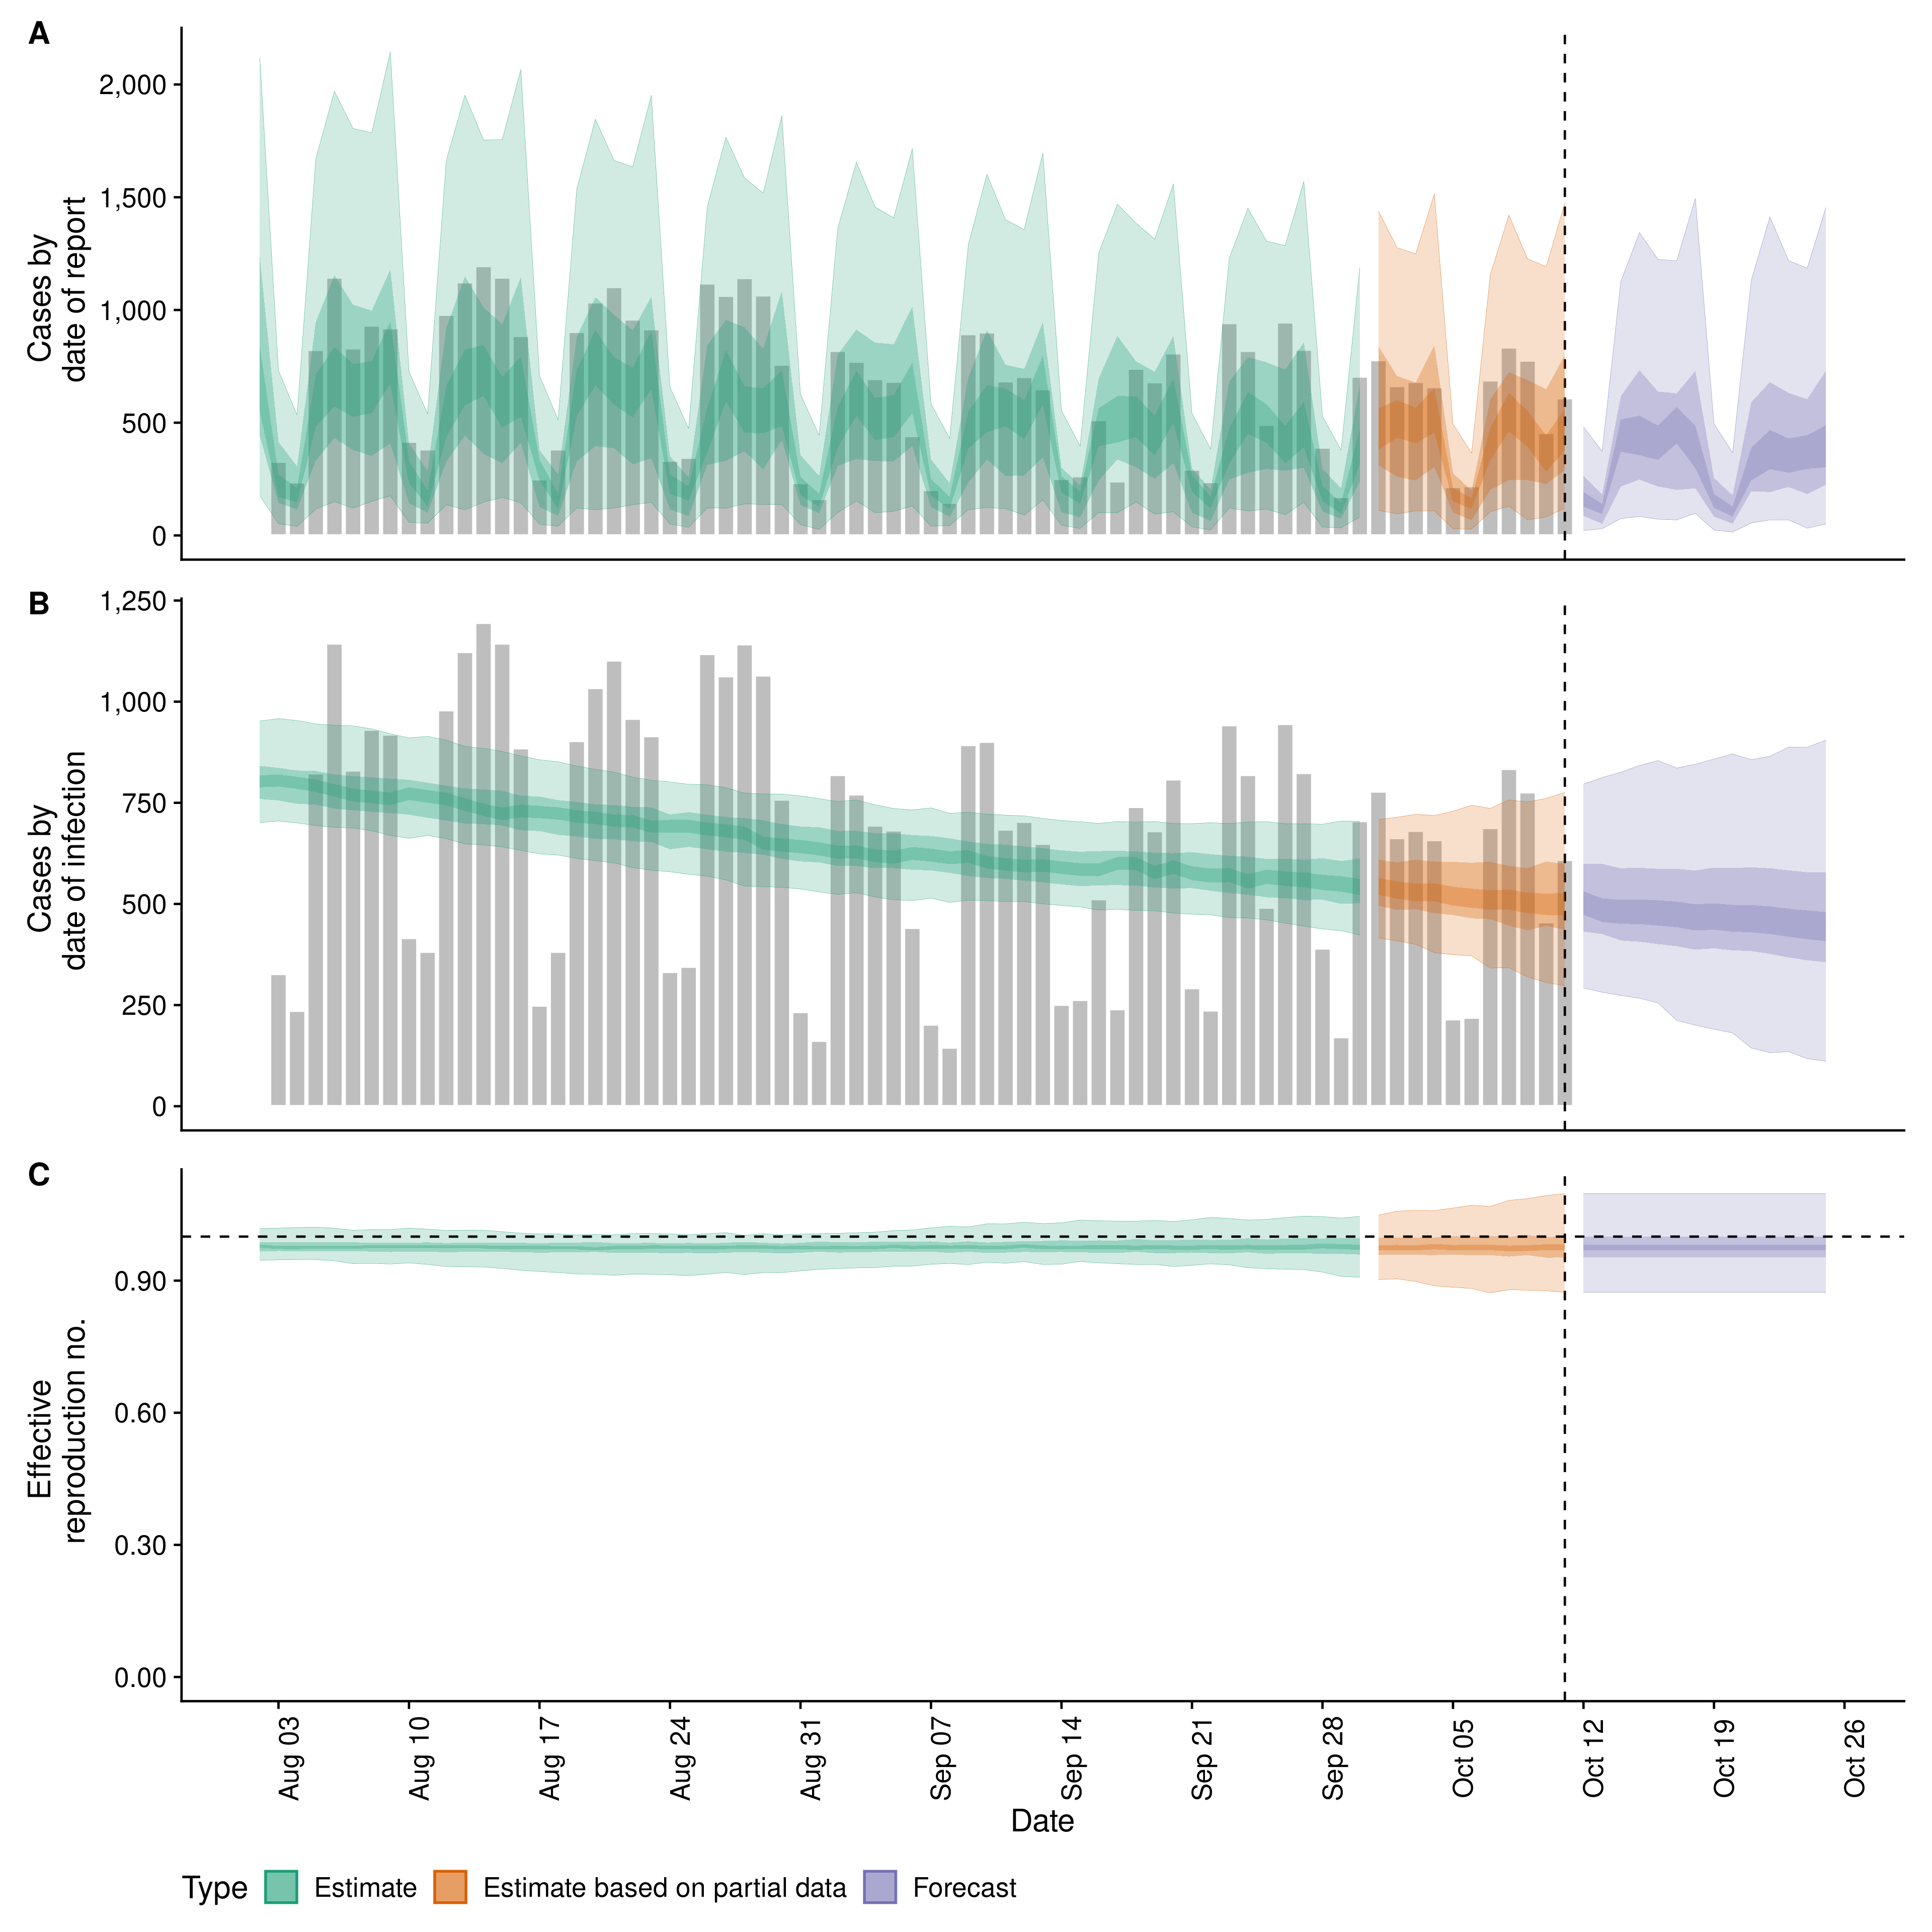 A
Cases by
date of report
2,000
1,500
1,000
500
0
B
Cases by
date of infection
1,250
1,000
750
500
250
0
C
Effective
reproduction no.
0.90
0.60
0.30
0.00
Aug 03
Aug 10
Aug 17
Aug 24
Aug 31
Sep 07
Sep 14
Sep 21
Sep 28
Oct 05
Oct 12
Oct 19
Oct 26
Date
Type Estimate Estimate based on partial data Forecast